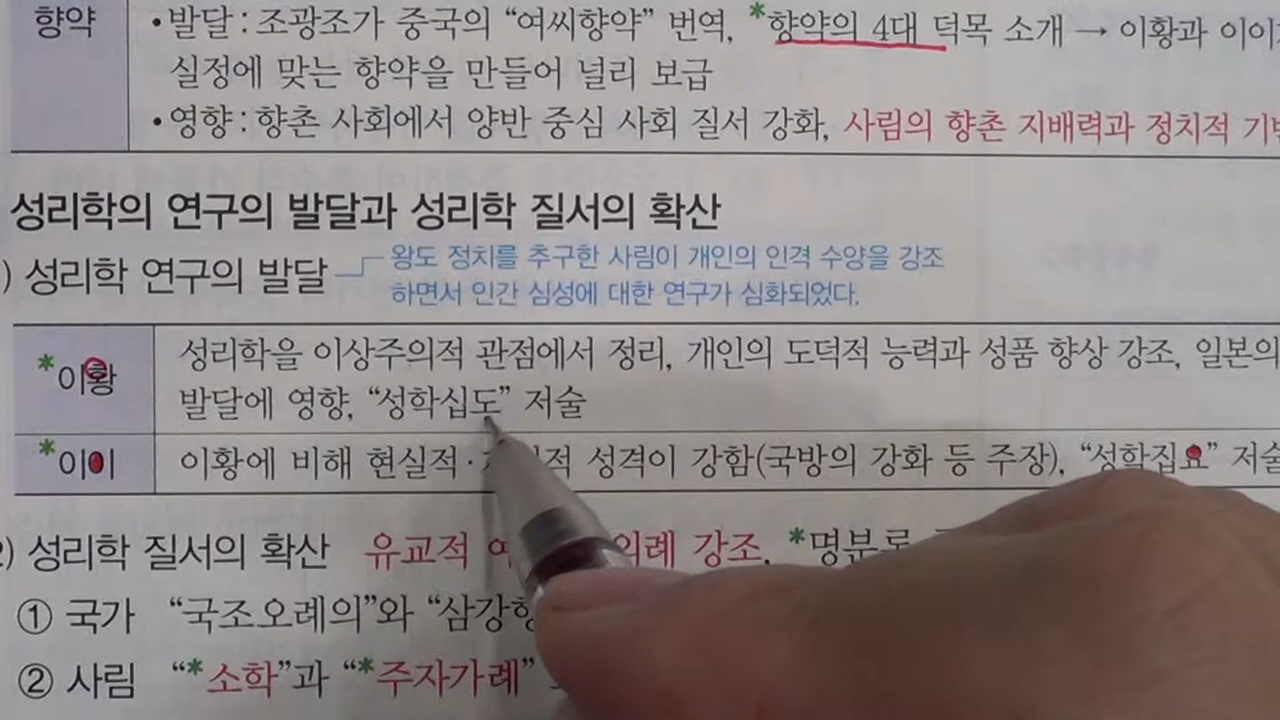 향약
• 발달 : 조광조가 중국의 “여씨향약” 번역, *향약의 4대 덕목 소개 → 이황과 이이
실정에 맞는 향약을 만들어 널리 보급
• 영향 : 향촌 사회에서 양반 중심 사회 질서 강화, 사림의 향촌 지배력과 정치적
성리학의 연구의 발달과 성리학 질서의 확산
) 성리학 연구의 발달
왕도 정치를 추구한 사림이 개인의 인격 수양을 강조
하면서 인간 심성에 대한 연구가 심화되었다.
*이황
성리학을 이상주의적 관점에서 정리, 개인의 도덕적 능력과 성품 향상 강조, 일본의
발달에 영향, “성학십도” 저술
*이이
이황에 비해 현실적· 성격이 강함(국방의 강화 등 주장), “성학집요” 저술
2) 성리학 질서의 확산 유교적 의례 강조, *명분론
① 국가 “국조오례의”와 “삼강
② 사림 “*소학”과 “*주자가례”